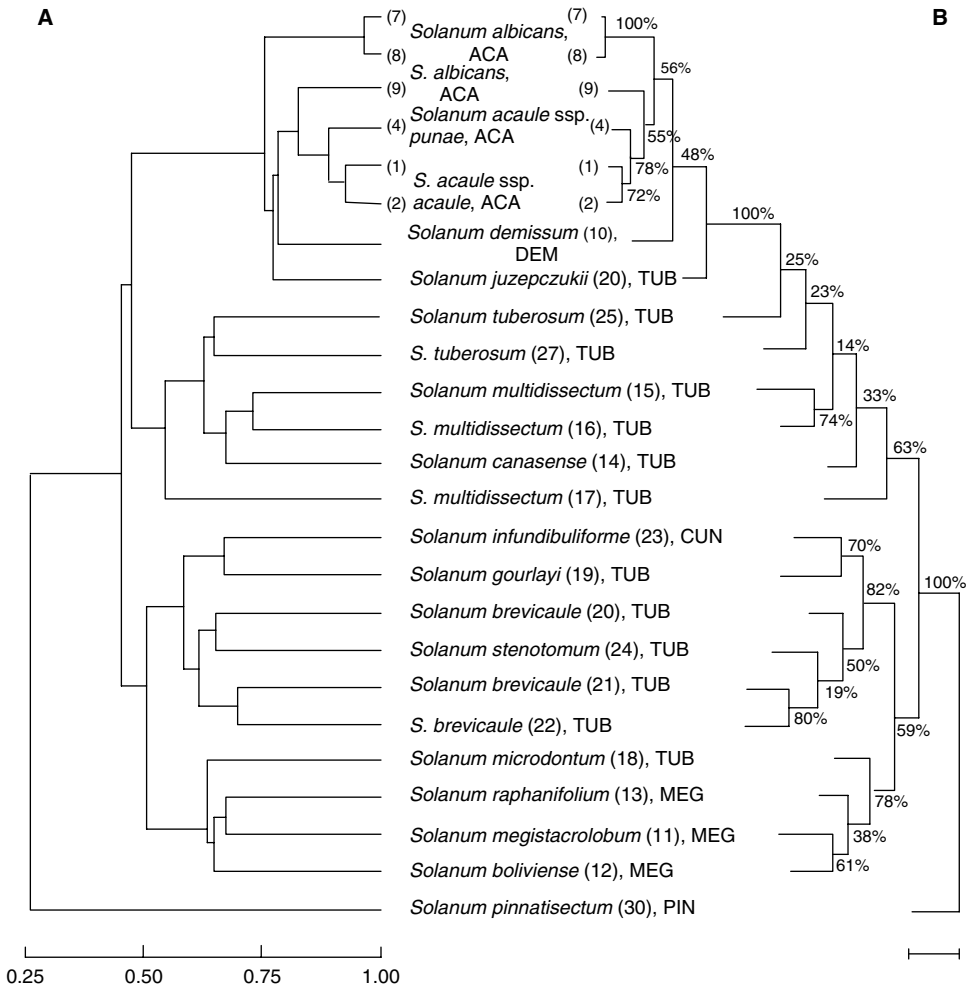 A
B
(7) Solanum albicans, (7) 100%
(8) ACA (8)
56%
S. albicans,
(9) ACA (9)
Solanum acaule ssp.
(4) punae, ACA (4)
55%
48%
(1) S. acaule ssp. (1) 78%
(2) acaule, ACA (2) 72%
Solanum demissum (10),
DEM
100%
Solanum juzepczukii (20), TUB
25%
23%
Solanum tuberosum (25), TUB
14%
S. tuberosum (27), TUB
Solanum multidissectum (15), TUB
33%
74%
S. multidissectum (16), TUB
63%
Solanum canasense (14), TUB
S. multidissectum (17), TUB
Solanum infundibuliforme (23), CUN
70%
Solanum gourlayi (19), TUB
100%
82%
Solanum brevicaule (20), TUB
Solanum stenotomum (24), TUB
50%
Solanum brevicaule (21), TUB
19%
S. brevicaule (22), TUB
80%
59%
Solanum microdontum (18), TUB
Solanum raphanifolium (13), MEG
78%
Solanum megistacrolobum (11), MEG
38%
Solanum boliviense (12), MEG
61%
Solanum pinnatisectum (30), PIN
0.25 0.50 0.75 1.00